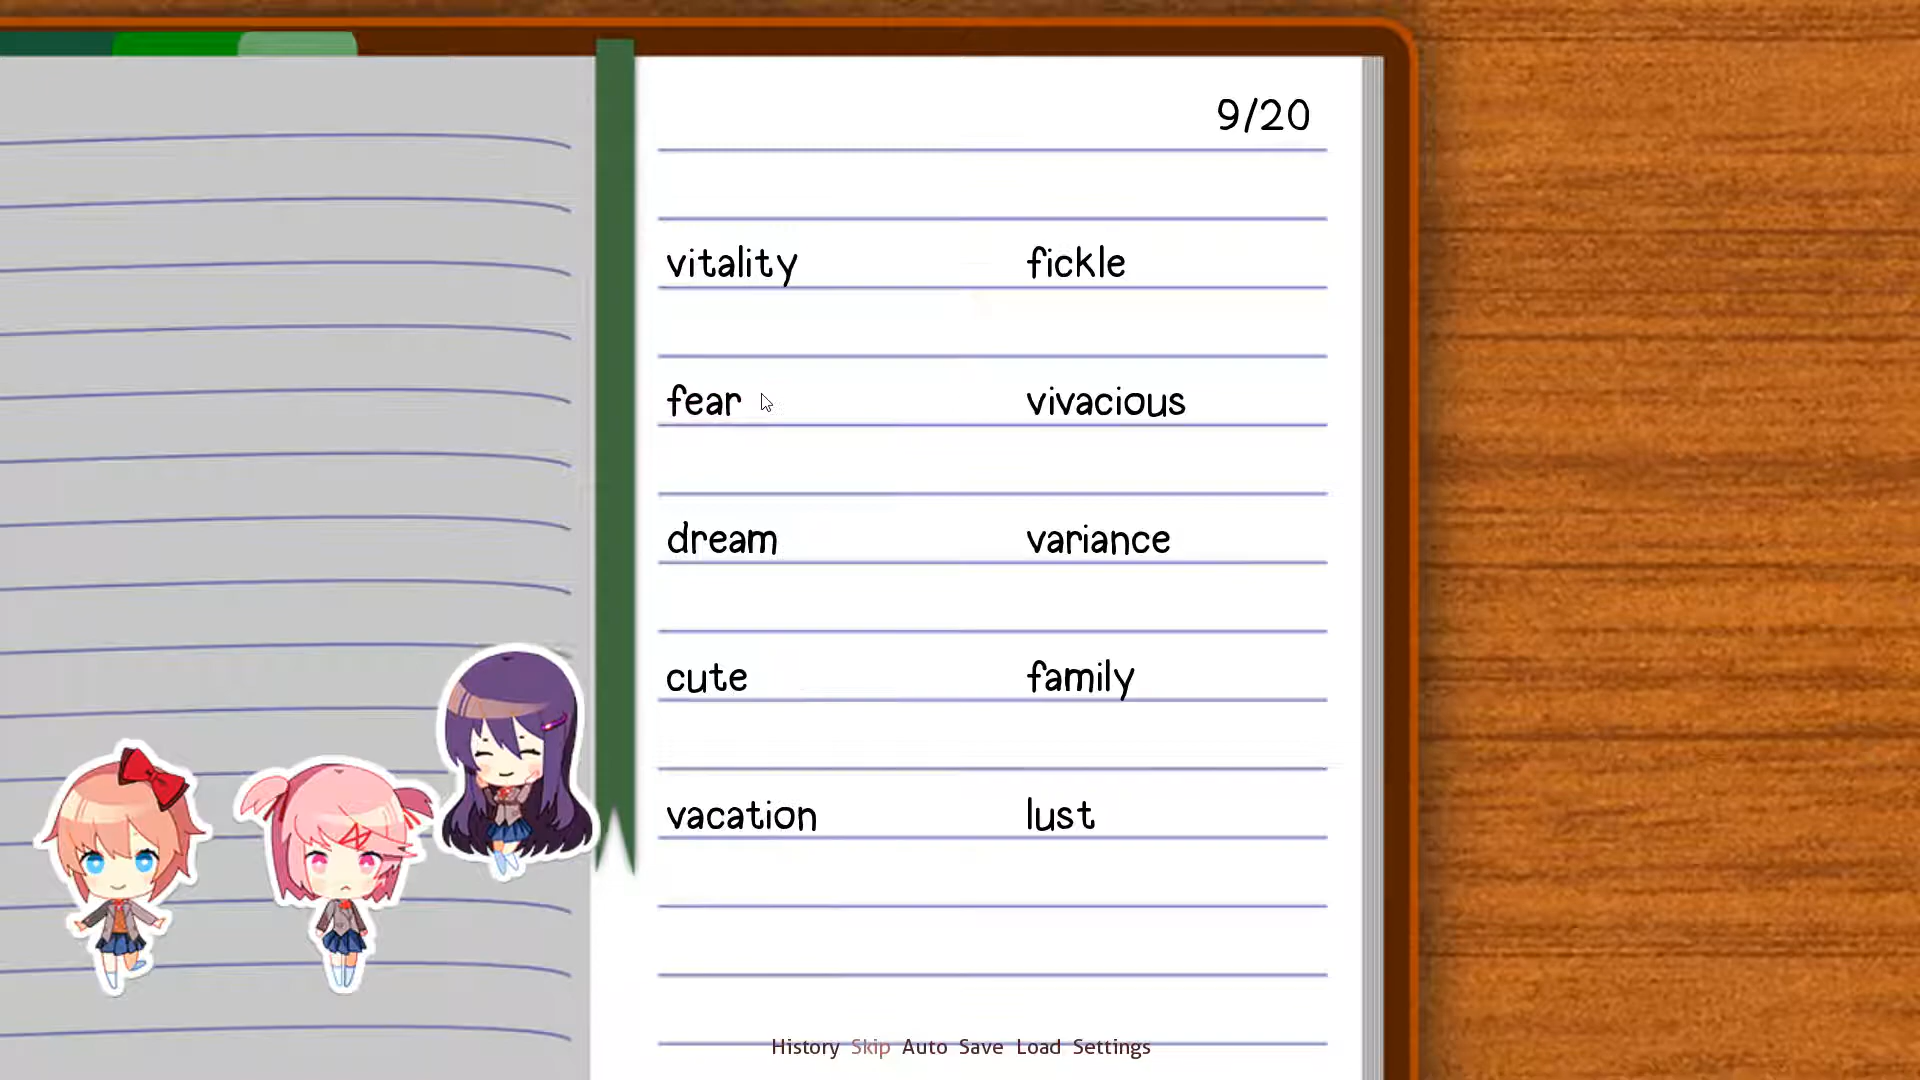 9/20
vitality fickle
fear vivacious
dream variance
cute family
vacation lust
History Skip Auto Save Load Settings